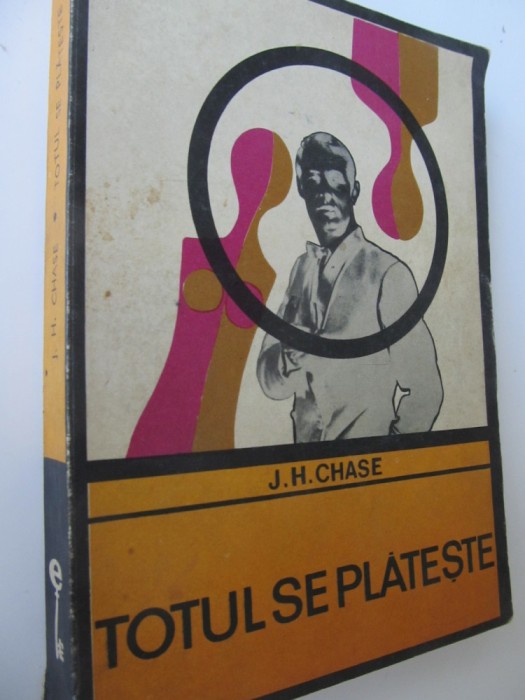 J. H. CHASE * TOTUL SE PLĂTEȘTE
J.H. CHASE
TOTUL SE PLĂTEȘTE